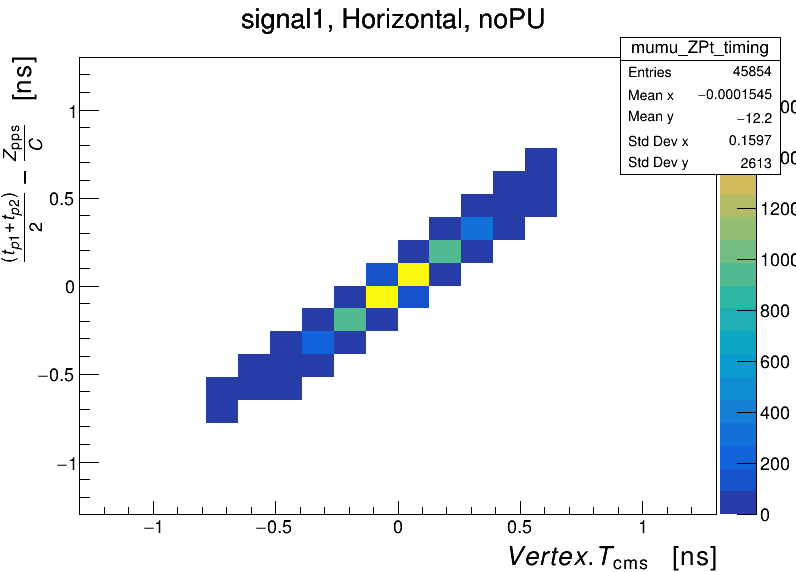 signal1, Horizontal, noPU
mumu_ZPt_timing
Entries 45854
Mean x −0.0001545
Mean y −12.2
Std Dev x 0.1597
Std Dev y 2613
(t_p1+t_p2)/2 − Z_pps/C [ns]
1
0.5
0
−0.5
−1
−1
−0.5
0
0.5
1
Vertex.T_cms [ns]
1200
1000
800
600
400
200
0